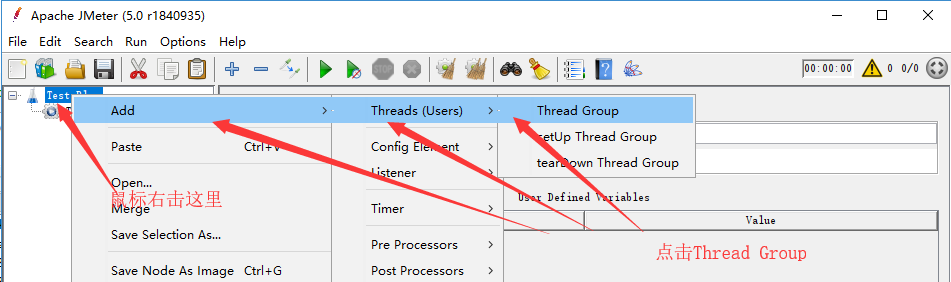 Apache JMeter (5.0 r1840935)
File Edit Search Run Options Help
00:00:00 0 0/0
Add Threads (Users) Thread Group
setUp Thread Group
Paste Ctrl+V Config Element
tearDown Thread Group
Listener
Open...
鼠标右击这里
User Defined Variables
Merge Timer
Value
Save Selection As...
Pre Processors
点击Thread Group
Save Node As Image Ctrl+G Post Processors